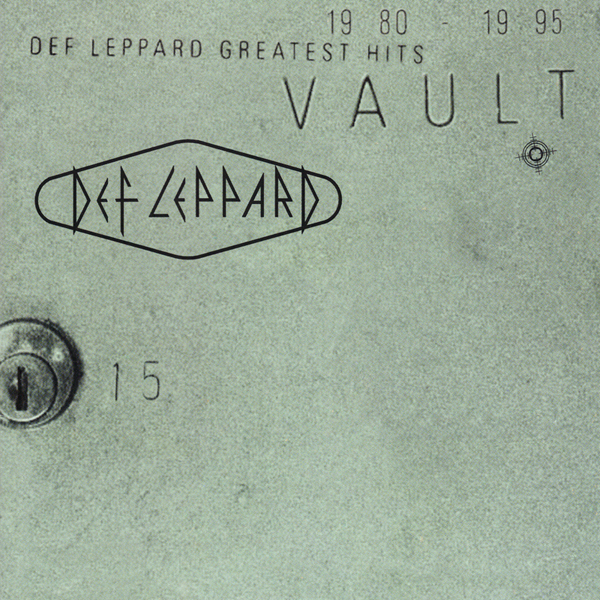 19 80 - 19 95
DEF LEPPARD GREATEST HITS
VAULT
DEF LEPPARD
15